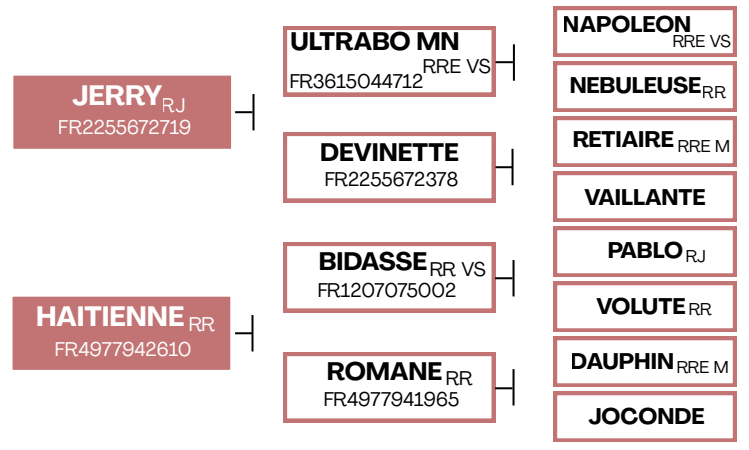 JERRY RJ
FR2255672719
HAITIENNE RR
FR4977942610
ULTRABO MN
RRE VS
FR3615044712
DEVINETTE
FR2255672378
BIDASSE RR VS
FR1207075002
ROMANE RR
FR4977941965
NAPOLEON
RRE VS
NEBULEUSE RR
RETIAIRE RRE M
VAILLANTE
PABLO RJ
VOLUTE RR
DAUPHIN RRE M
JOCONDE